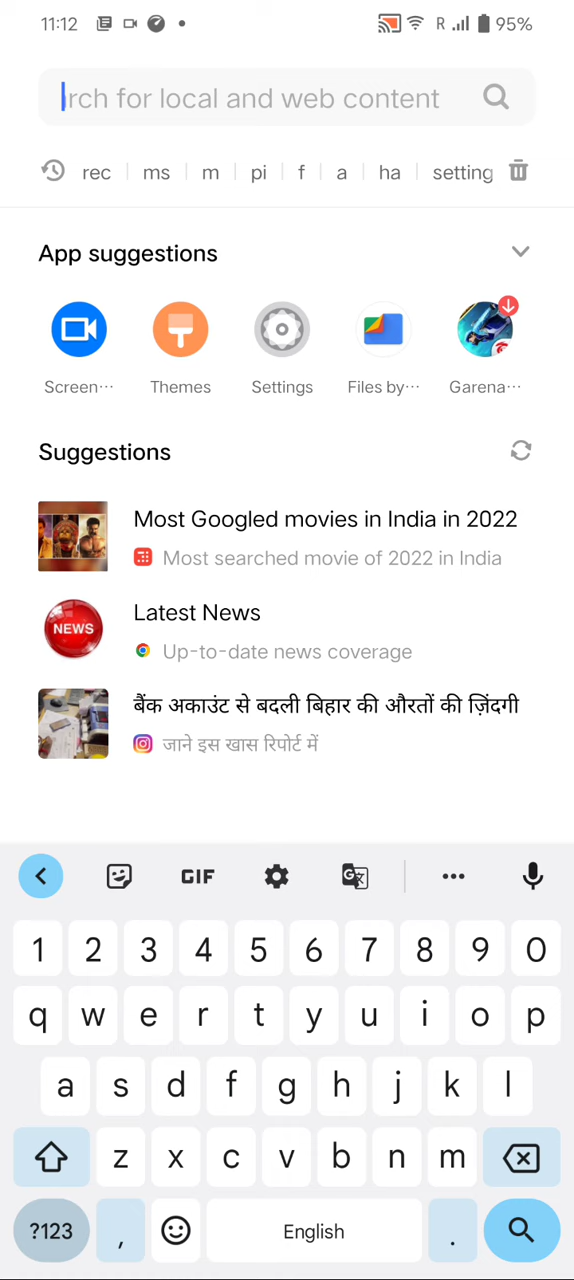 11:12 R 95%
rch for local and web content
rec ms m pi f a ha setting
App suggestions
Screen··· Themes Settings Files by··· Garena···
Suggestions
Most Googled movies in India in 2022
Most searched movie of 2022 in India
NEWS
Latest News
Up-to-date news coverage
बैंक अकाउंट से बदली बिहार की औरतों की ज़िंदगी
जाने इस खास रिपोर्ट में
GIF
1 2 3 4 5 6 7 8 9 0
q w e r t y u i o p
a s d f g h j k l
z x c v b n m
?123 , English .